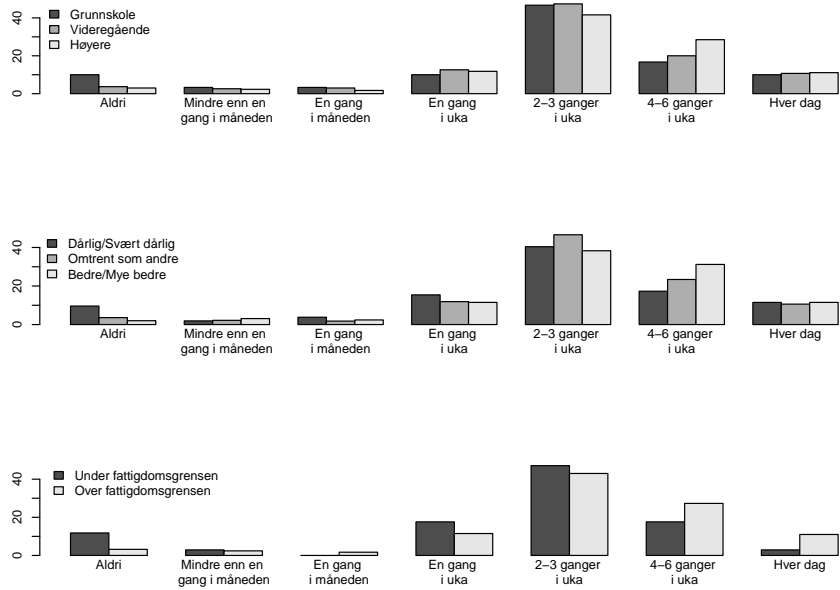 40
20
0
Grunnskole
Videregående
Høyere
Aldri
Mindre enn en
gang i måneden
En gang
i måneden
En gang
i uka
2−3 ganger
i uka
4−6 ganger
i uka
Hver dag
40
20
0
Dårlig/Svært dårlig
Omtrent som andre
Bedre/Mye bedre
Aldri
Mindre enn en
gang i måneden
En gang
i måneden
En gang
i uka
2−3 ganger
i uka
4−6 ganger
i uka
Hver dag
40
20
0
Under fattigdomsgrensen
Over fattigdomsgrensen
Aldri
Mindre enn en
gang i måneden
En gang
i måneden
En gang
i uka
2−3 ganger
i uka
4−6 ganger
i uka
Hver dag